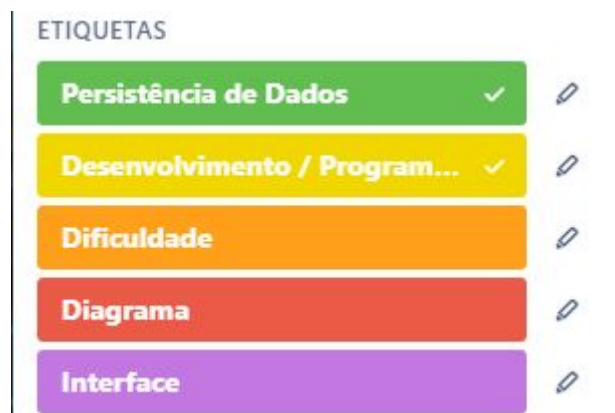 ETIQUETAS
Persistência de Dados
Desenvolvimento / Program...
Dificuldade
Diagrama
Interface